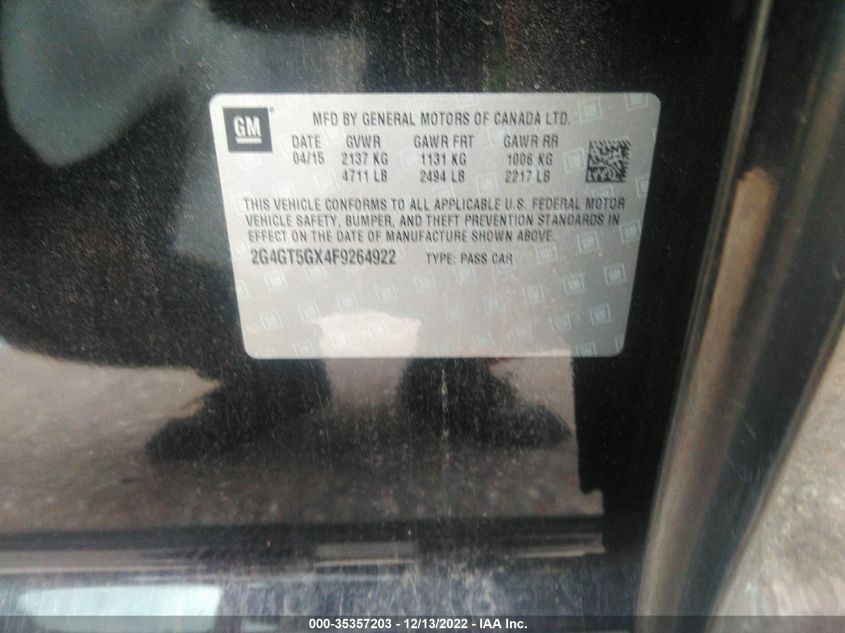 GM
MFD BY GENERAL MOTORS OF CANADA LTD.
DATE GVWR GAWR FRT GAWR RR
04/15 2137 KG 1131 KG 1006 KG
4711 LB 2494 LB 2217 LB
THIS VEHICLE CONFORMS TO ALL APPLICABLE U.S. FEDERAL MOTOR
VEHICLE SAFETY, BUMPER, AND THEFT PREVENTION STANDARDS IN
EFFECT ON THE DATE OF MANUFACTURE SHOWN ABOVE.
2G4GT5GX4F9264922 TYPE: PASS CAR
000-35357203 - 12/13/2022 - IAA Inc.